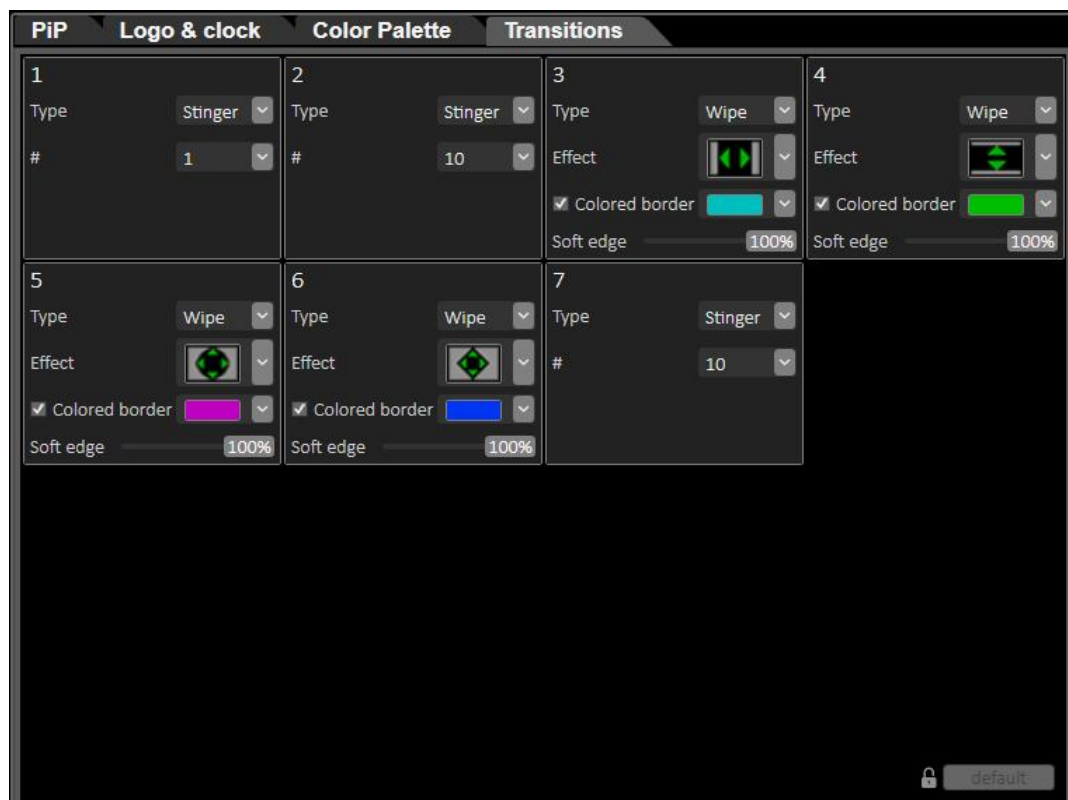 PiP Logo & clock Color Palette Transitions
1 2 3 4
Type Stinger Type Stinger Type Wipe Type Wipe
# 1 # 10 Effect Effect
Colored border Colored border
Soft edge 100% Soft edge 100%
5 6 7
Type Wipe Type Wipe Type Stinger
Effect Effect # 10
Colored border Colored border
Soft edge 100% Soft edge 100%
default